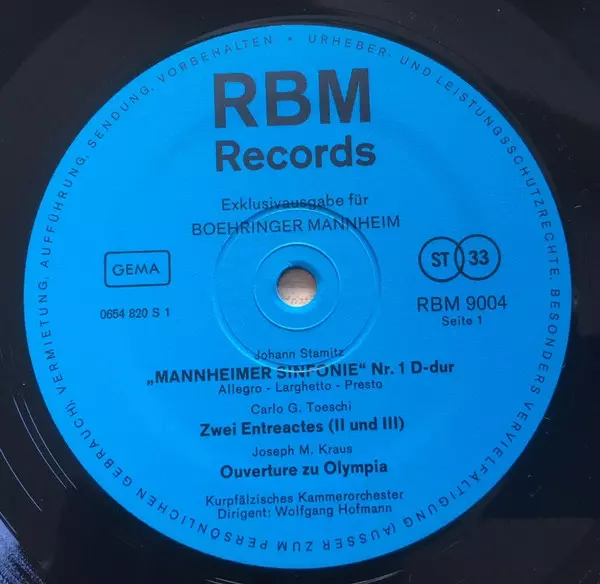 URHEBER- UND LEISTUNGSSCHUTZRECHTE, BESONDERS VERVIELFÄLTIGUNG (AUSSER ZUM PERSÖNLICHEN GEBRAUCH), VERMIETUNG, AUFFÜHRUNG, SENDUNG, VORBEHALTEN •
RBM
Records
Exklusivausgabe für
BOEHRINGER MANNHEIM
GEMA
ST 33
0654 820 S 1
RBM 9004
Seite 1
Johann Stamitz
„MANNHEIMER SINFONIE“ Nr. 1 D-dur
Allegro - Larghetto - Presto
Carlo G. Toeschi
Zwei Entreactes (II und III)
Joseph M. Kraus
Ouverture zu Olympia
Kurpfälzisches Kammerorchester
Dirigent: Wolfgang Hofmann